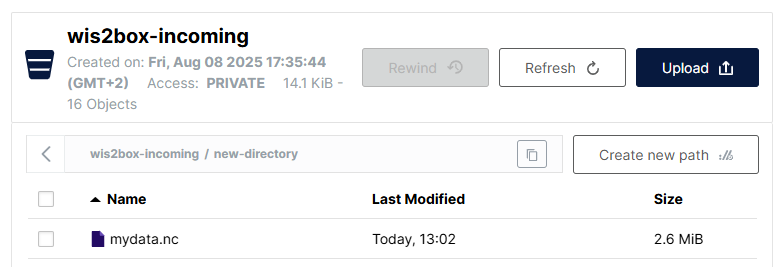 wis2box-incoming
Created on: Fri, Aug 08 2025 17:35:44
(GMT+2) Access: PRIVATE 14.1 KiB -
16 Objects
Rewind
Refresh
Upload
wis2box-incoming / new-directory
Create new path
Name Last Modified Size
mydata.nc Today, 13:02 2.6 MiB